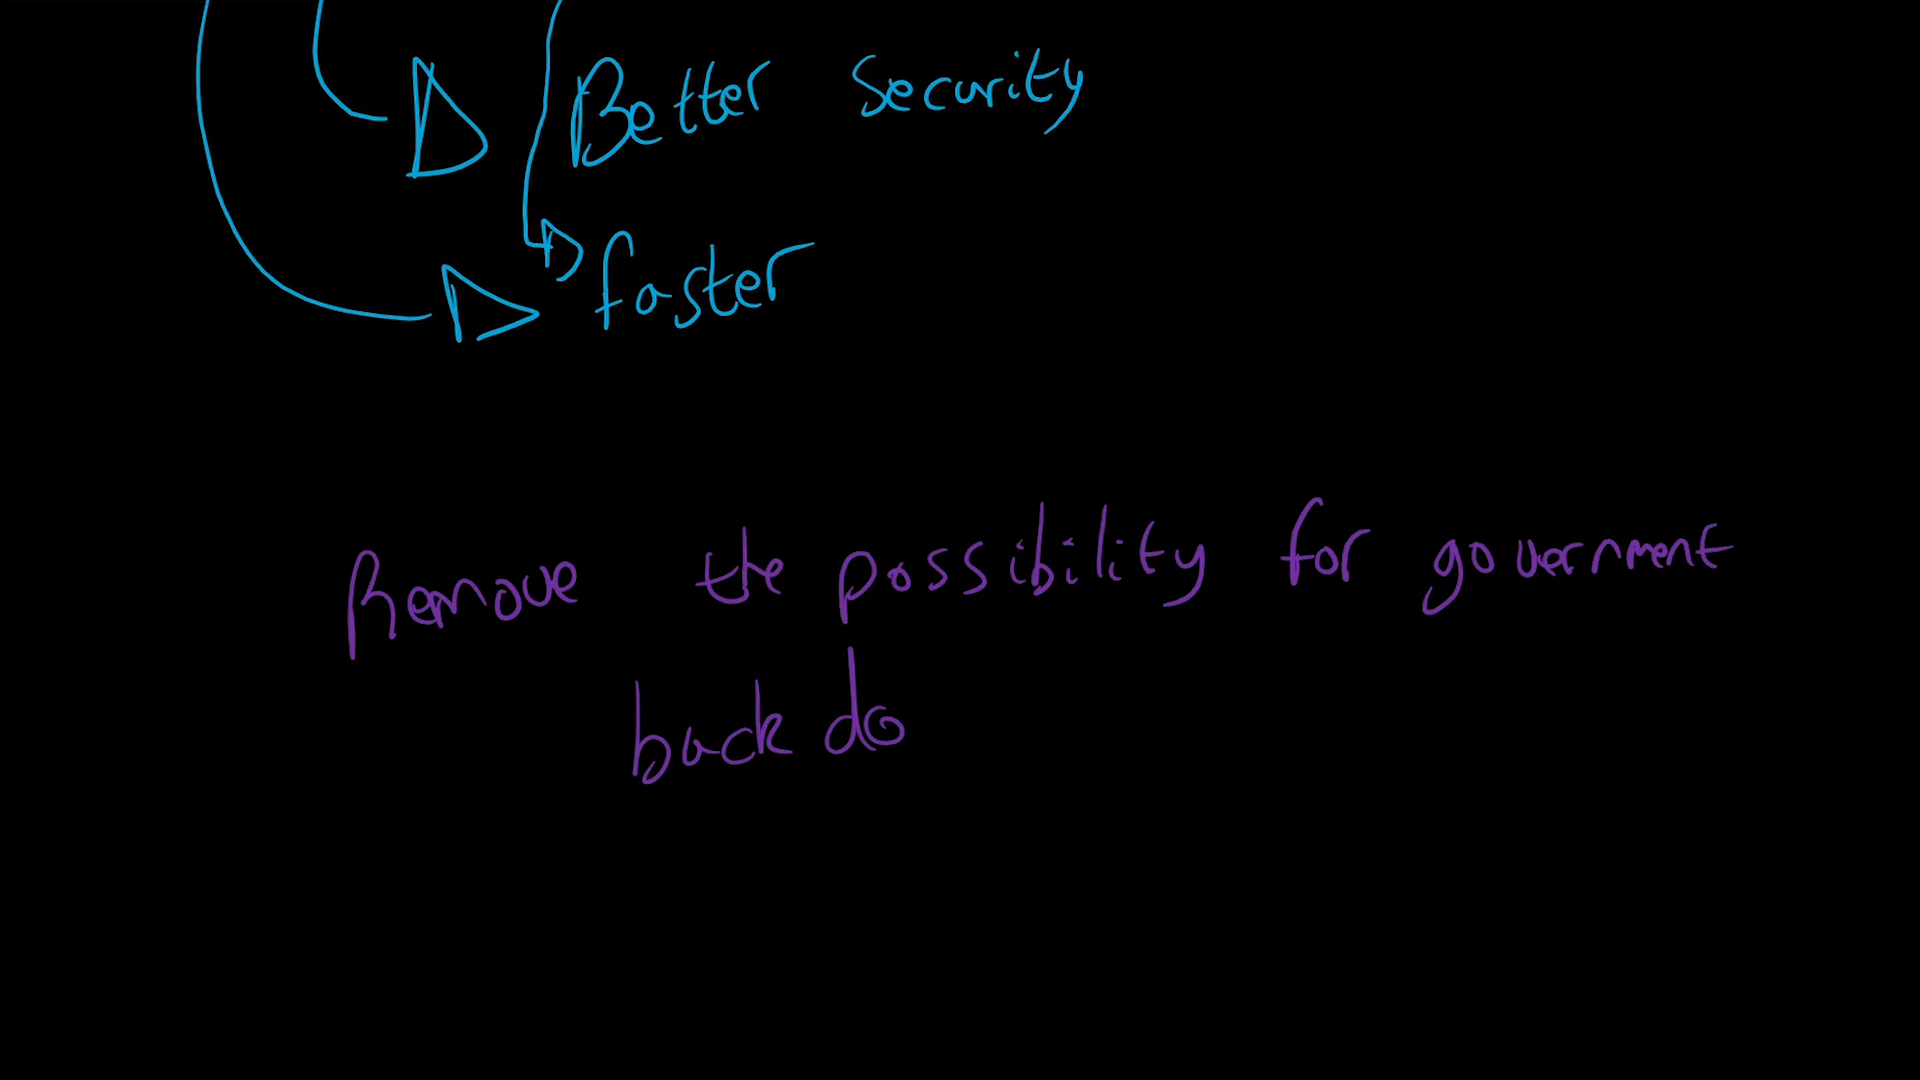 Better security
faster
Remove the possibility for government
back do